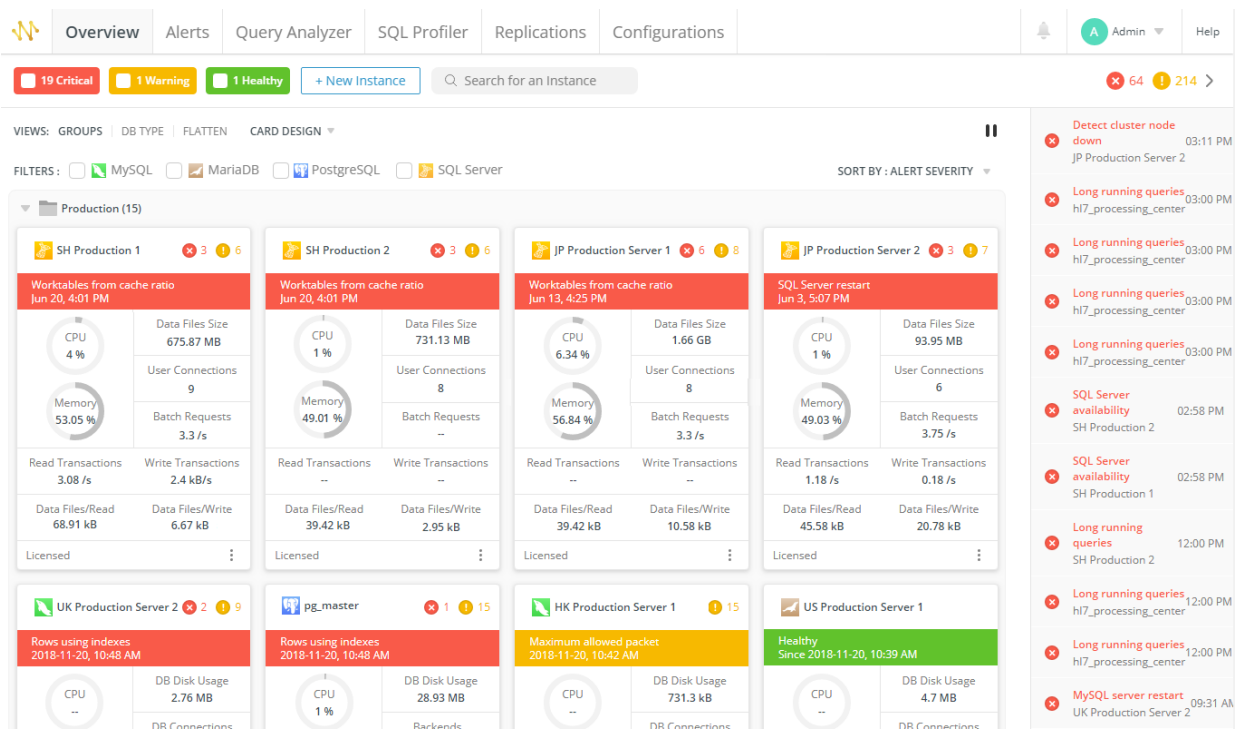 Overview Alerts Query Analyzer SQL Profiler Replications Configurations A Admin Help
19 Critical 1 Warning 1 Healthy + New Instance Search for an Instance 64 214
VIEWS: GROUPS DB TYPE FLATTEN CARD DESIGN
FILTERS : MySQL MariaDB PostgreSQL SQL Server SORT BY : ALERT SEVERITY
Production (15)
SH Production 1 3 6
Worktables from cache ratio
Jun 20, 4:01 PM
CPU
4 %
Memory
53.05 %
Data Files Size
675.87 MB
User Connections
9
Batch Requests
3.3 /s
Read Transactions Write Transactions
3.08 /s 2.4 kB/s
Data Files/Read Data Files/Write
68.91 kB 6.67 kB
Licensed
SH Production 2 3 6
Worktables from cache ratio
Jun 20, 4:01 PM
CPU
1 %
Memory
49.01 %
Data Files Size
731.13 MB
User Connections
8
Batch Requests
--
Read Transactions Write Transactions
-- --
Data Files/Read Data Files/Write
39.42 kB 2.95 kB
Licensed
JP Production Server 1 6 8
Worktables from cache ratio
Jun 13, 4:25 PM
CPU
6.34 %
Memory
56.84 %
Data Files Size
1.66 GB
User Connections
8
Batch Requests
3.3 /s
Read Transactions Write Transactions
-- --
Data Files/Read Data Files/Write
39.42 kB 10.58 kB
Licensed
JP Production Server 2 3 7
SQL Server restart
Jun 3, 5:07 PM
CPU
1 %
Memory
49.03 %
Data Files Size
93.95 MB
User Connections
6
Batch Requests
3.75 /s
Read Transactions Write Transactions
1.18 /s 0.18 /s
Data Files/Read Data Files/Write
45.58 kB 20.78 kB
Licensed
UK Production Server 2 2 9
Rows using indexes
2018-11-20, 10:48 AM
CPU
--
DB Disk Usage
2.76 MB
DB Connections
pg_master 1 15
Rows using indexes
2018-11-20, 10:48 AM
CPU
1 %
DB Disk Usage
28.93 MB
Backends
HK Production Server 1 15
Maximum allowed packet
2018-11-20, 10:42 AM
CPU
--
DB Disk Usage
731.3 kB
DB Connections
US Production Server 1
Healthy
Since 2018-11-20, 10:39 AM
CPU
--
DB Disk Usage
4.7 MB
DB Connections
Detect cluster node
down 03:11 PM
JP Production Server 2
Long running queries 03:00 PM
hl7_processing_center
Long running queries 03:00 PM
hl7_processing_center
Long running queries 03:00 PM
hl7_processing_center
Long running queries 03:00 PM
hl7_processing_center
SQL Server
availability 02:58 PM
SH Production 2
SQL Server
availability 02:58 PM
SH Production 1
Long running
queries 12:00 PM
SH Production 2
Long running queries 12:00 PM
hl7_processing_center
Long running queries 12:00 PM
hl7_processing_center
MySQL server restart 09:31 AM
UK Production Server 2